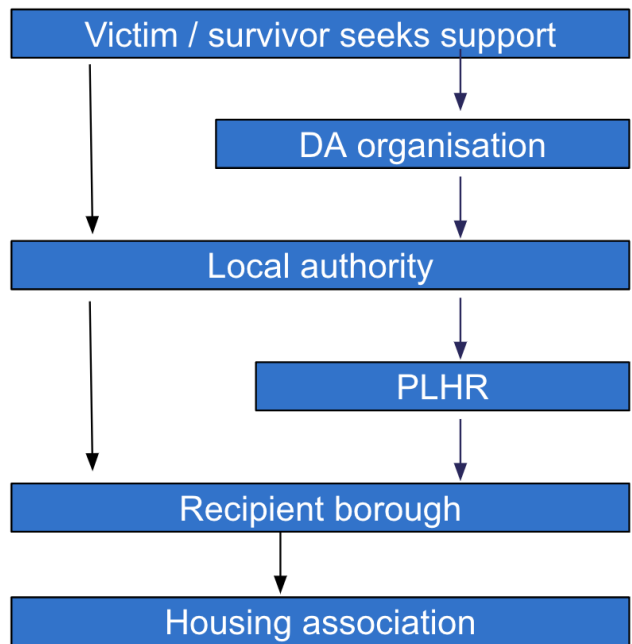 Victim / survivor seeks support
DA organisation
Local authority
PLHR
Recipient borough
Housing association